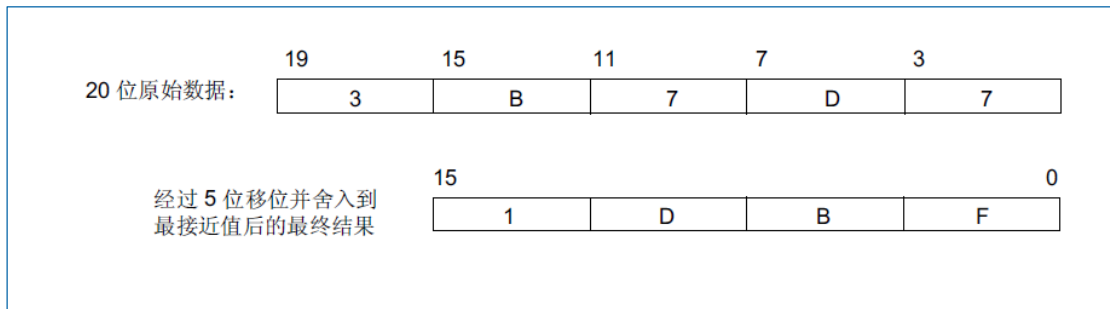 19 15 11 7 3
20 位原始数据： 3 B 7 D 7
15 0
经过 5 位移位并舍入到
最接近值后的最终结果
1 D B F